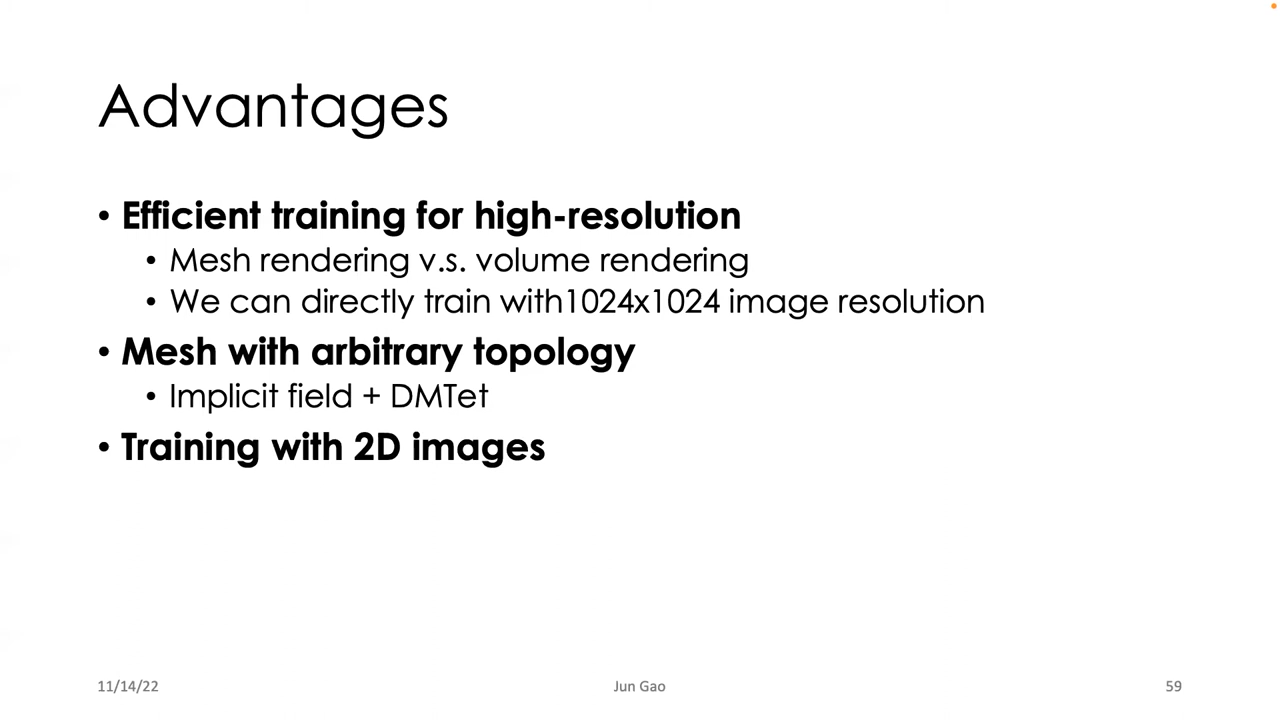 Advantages
• Efficient training for high-resolution
• Mesh rendering v.s. volume rendering
• We can directly train with1024x1024 image resolution
• Mesh with arbitrary topology
• Implicit field + DMTet
• Training with 2D images
11/14/22 Jun Gao 59